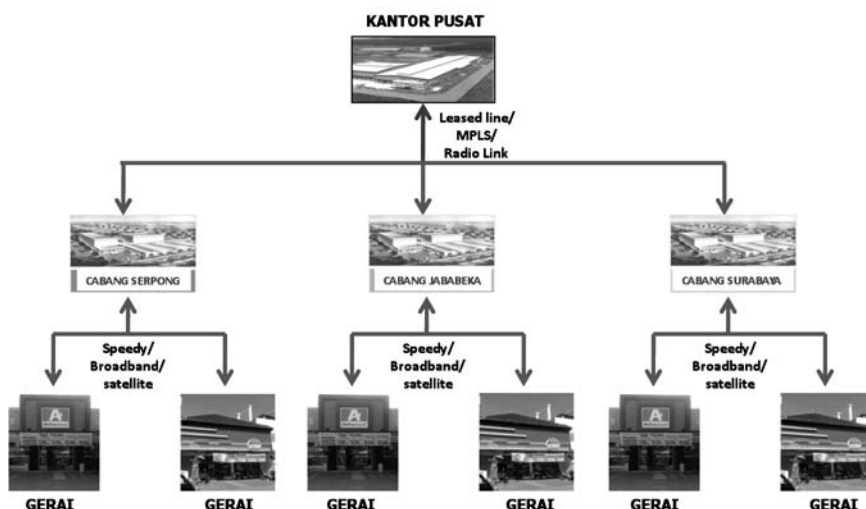 KANTOR PUSAT
Leased line/
MPLS/
Radio Link
CABANG SERPONG
CABANG JABABEKA
CABANG SURABAYA
Speedy/
Broadband/
satellite
Speedy/
Broadband/
satellite
Speedy/
Broadband/
satellite
GERAI
GERAI
GERAI
GERAI
GERAI
GERAI